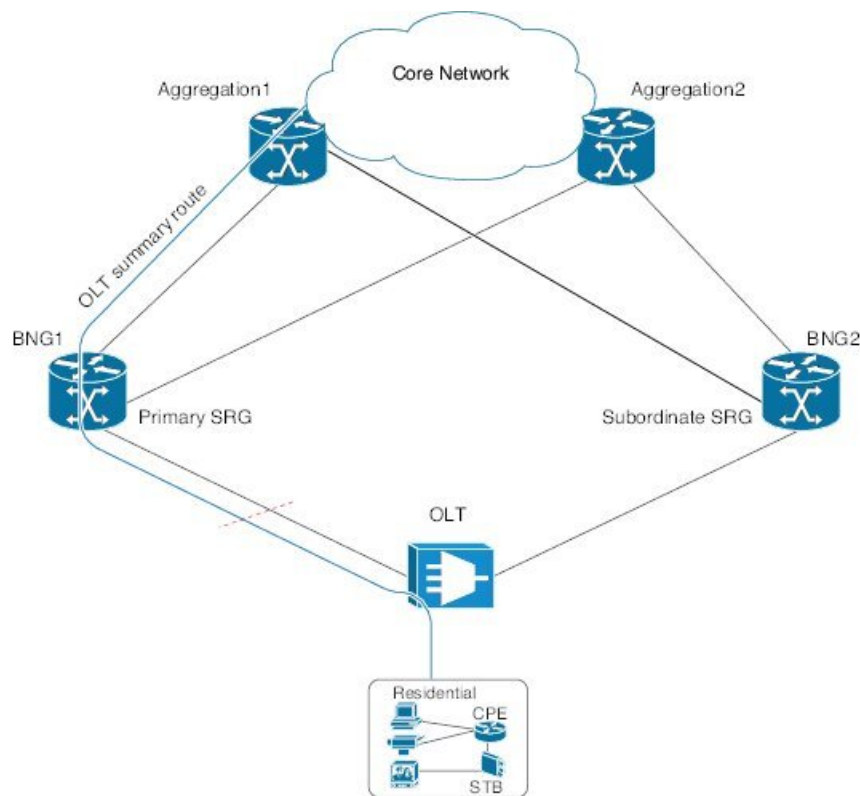 Core Network
Aggregation1
Aggregation2
OLT summary route
BNG1
BNG2
Primary SRG
Subordinate SRG
OLT
Residential
CPE
STB